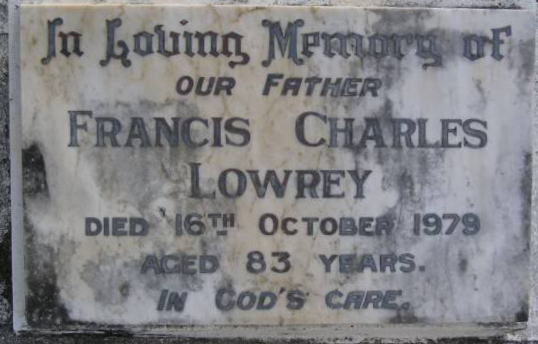 In Loving Memory of
OUR FATHER
FRANCIS CHARLES
LOWREY
DIED 16TH OCTOBER 1979
AGED 83 YEARS.
IN GOD'S CARE.